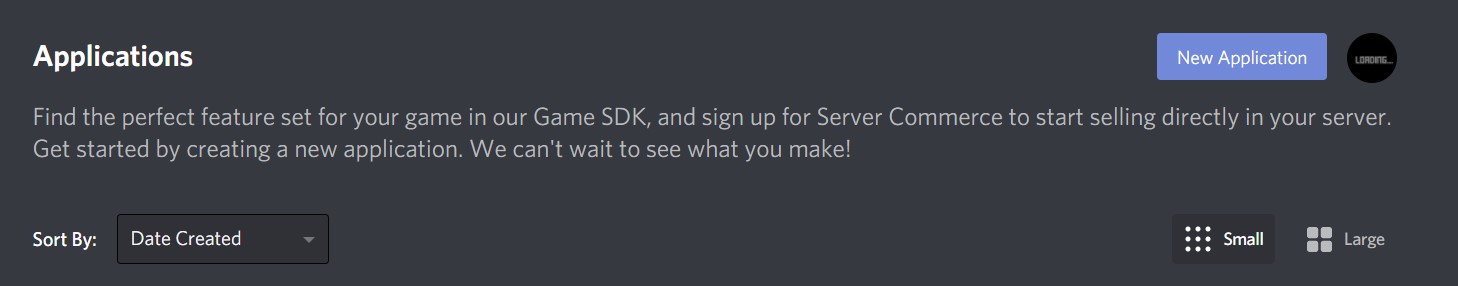 Applications
New Application
LOADING...
Find the perfect feature set for your game in our Game SDK, and sign up for Server Commerce to start selling directly in your server.
Get started by creating a new application. We can't wait to see what you make!
Sort By:
Date Created
Small
Large